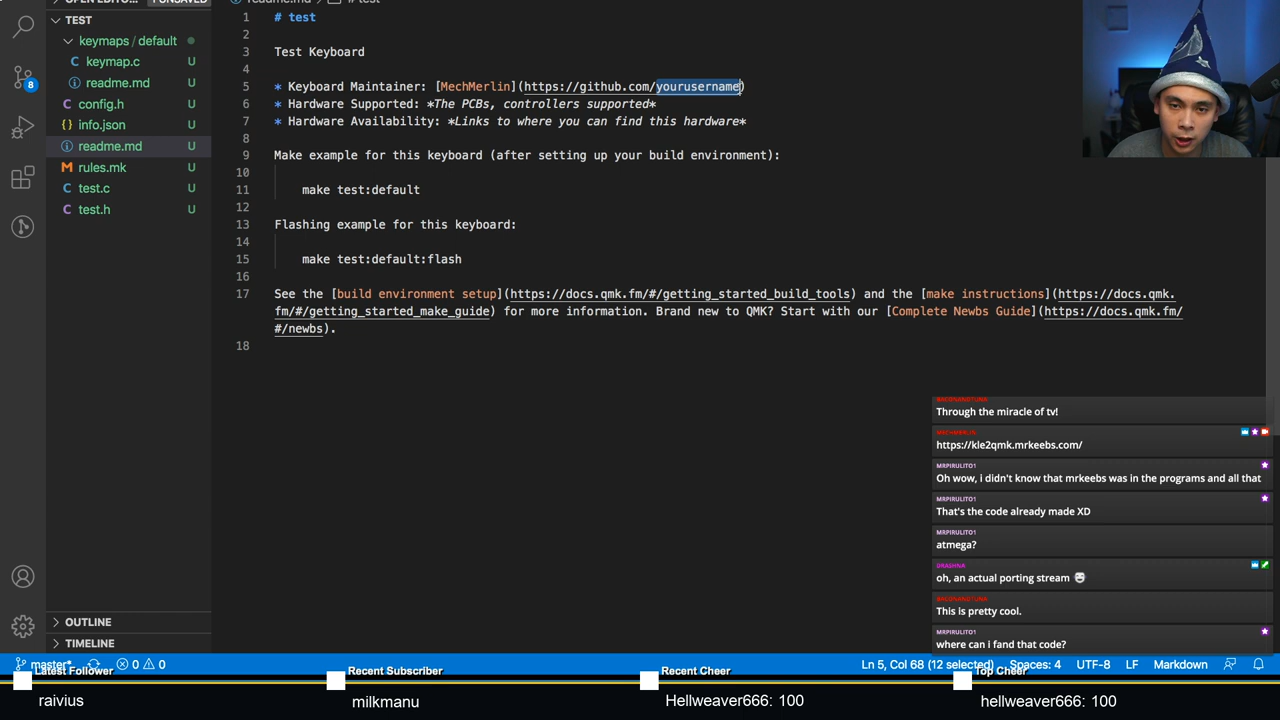 TEST
keymaps / default
keymap.c U
readme.md U
config.h U
info.json U
readme.md U
rules.mk U
test.c U
test.h U
8
OUTLINE
TIMELINE
1 # test
2
3 Test Keyboard
4
5 * Keyboard Maintainer: [MechMerlin](https://github.com/yourusername)
6 * Hardware Supported: *The PCBs, controllers supported*
7 * Hardware Availability: *Links to where you can find this hardware*
8
9 Make example for this keyboard (after setting up your build environment):
10
11 make test:default
12
13 Flashing example for this keyboard:
14
15 make test:default:flash
16
17 See the [build environment setup](https://docs.qmk.fm/#/getting_started_build_tools) and the [make instructions](https://docs.qmk.
fm/#/getting_started_make_guide) for more information. Brand new to QMK? Start with our [Complete Newbs Guide](https://docs.qmk.fm/
#/newbs).
18
Through the miracle of tv!
MECHMERLIN
https://kle2qmk.mrkeebs.com/
MRPIRULITO1
Oh wow, i didn't know that mrkeebs was in the programs and all that
MRPIRULITO1
That's the code already made XD
MRPIRULITO1
atmega?
DRASHNA
oh, an actual porting stream
This is pretty cool.
MRPIRULITO1
where can i fand that code?
master* 0 0 Ln 5, Col 68 (12 selected) Spaces: 4 UTF-8 LF Markdown
Latest Follower Recent Subscriber Recent Cheer Top Cheer
raivius milkmanu Hellweaver666: 100 hellweaver666: 100